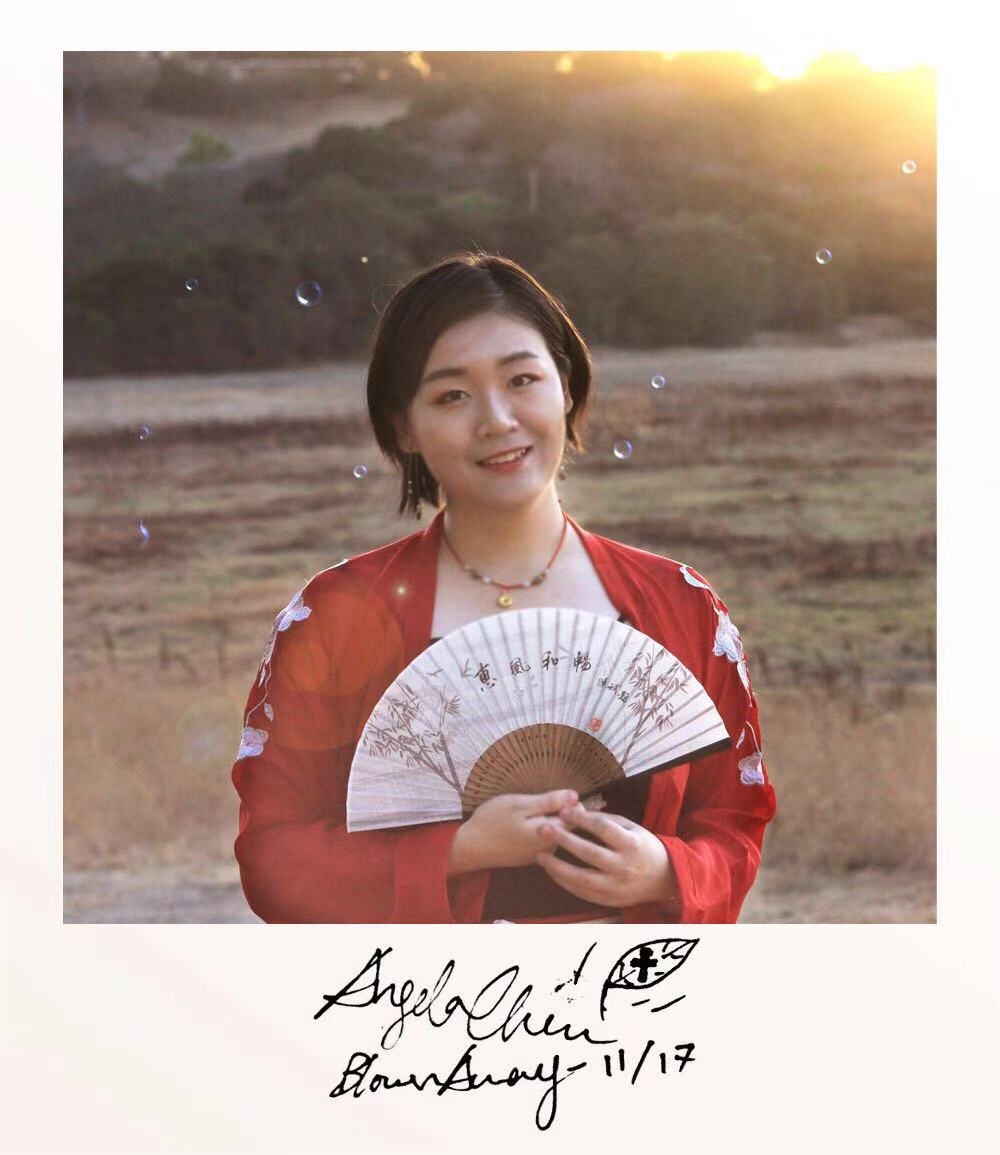 惠風和暢
Angela Chen
Blown Away - 11/17